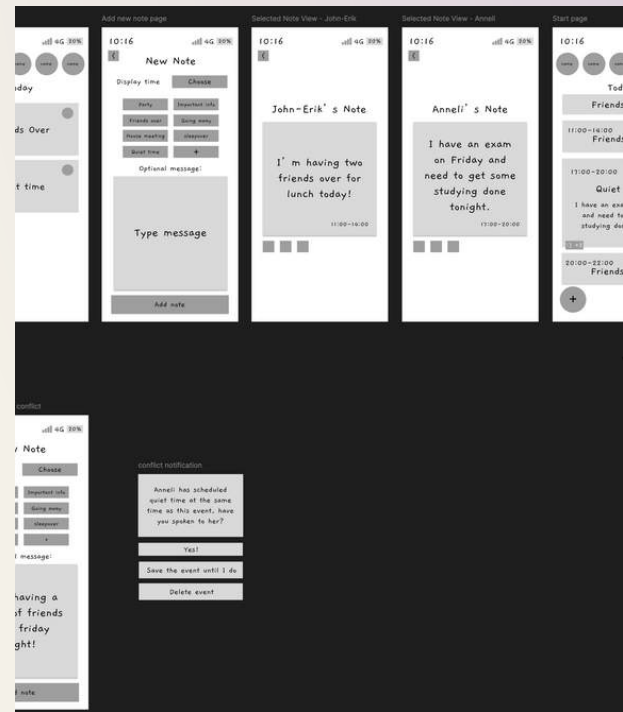 Add new note page
Selected Note View - John-Erik
Selected Note View - Anneli
Start page
4G 20%
day
ds Over
t time
10:16
4G 20%
<
New Note
Display time
Choose
Party
Important info
Friends over
Going away
House meeting
Sleepover
Quiet time
+
Optional message:
Type message
Add note
10:16
4G 20%
<
John-Erik's Note
I'm having two
friends over for
lunch today!
11:00-16:00
10:16
4G 20%
<
Anneli's Note
I have an exam
on Friday and
need to get some
studying done
tonight.
17:00-20:00
10:16
Tod
Friends
11:00-16:00
Friends
17:00-20:00
Quiet
I have an exa
and need to
studying don
20:00-22:00
Friends
+
conflict
4G 20%
w Note
Choose
Important info
Going away
Sleepover
+
l message:
having a
of friends
friday
ght!
d note
conflict notification
Anneli has scheduled
quiet time at the same
time as this event, have
you spoken to her?
Yes!
Save the event until I do
Delete event